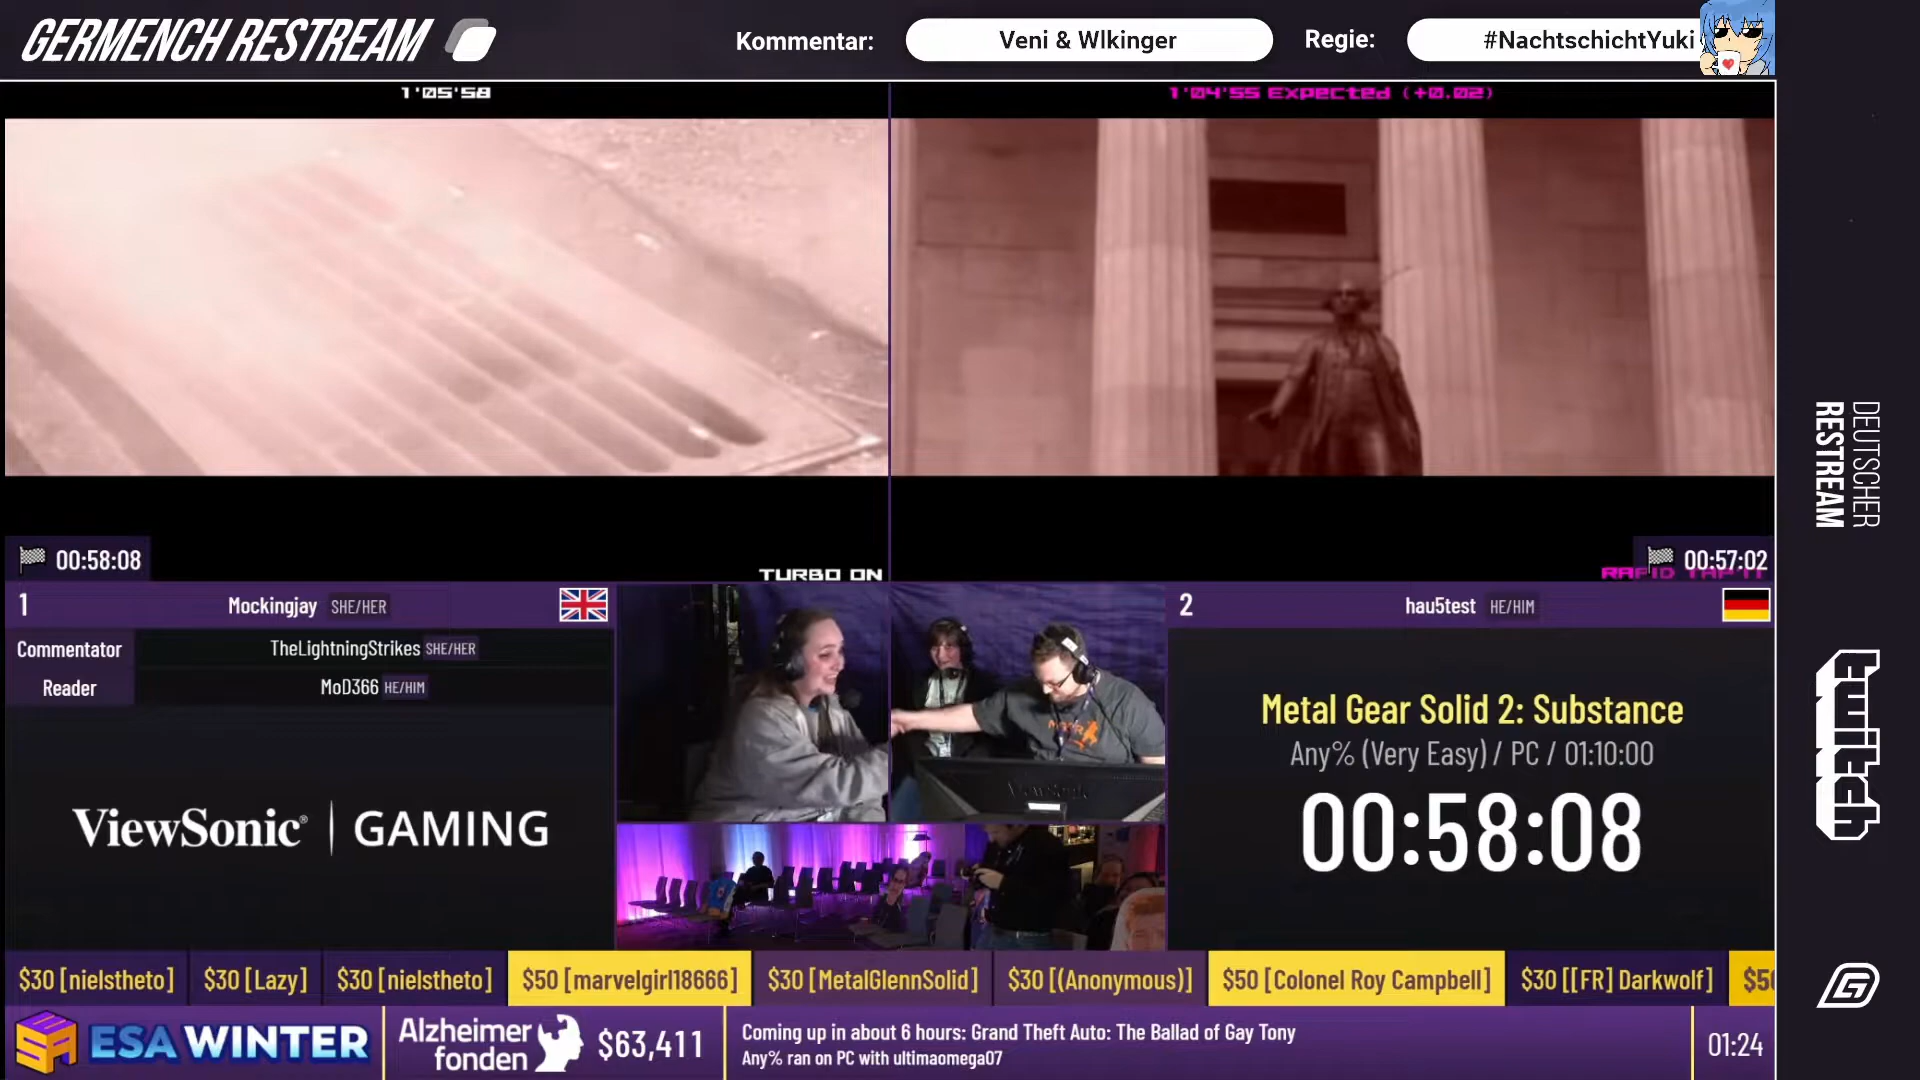 GERMENCH RESTREAM
Kommentar:
Veni & Wlkinger
Regie:
#NachtschichtYuki
1'05'58
1'04'55 Expected (+0.02)
00:58:08
TURBO ON
00:57:02
1
Mockingjay SHE/HER
2
hau5test HE/HIM
Commentator
TheLightningStrikes SHE/HER
Reader
MoD366 HE/HIM
ViewSonic® | GAMING
Metal Gear Solid 2: Substance
Any% (Very Easy) / PC / 01:10:00
00:58:08
DEUTSCHER
RESTREAM
twitch
$30 [nielstheto]
$30 [Lazy]
$30 [nielstheto]
$50 [marvelgirl18666]
$30 [MetalGlennSolid]
$30 [(Anonymous)]
$50 [Colonel Roy Campbell]
$30 [[FR] Darkwolf]
ESA WINTER
Alzheimer
fonden
$63,411
Coming up in about 6 hours: Grand Theft Auto: The Ballad of Gay Tony
Any% ran on PC with ultimaomega07
01:24